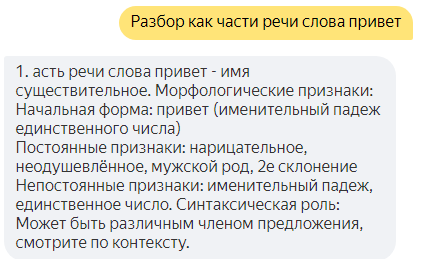 Разбор как части речи слова привет
1. асть речи слова привет - имя
существительное. Морфологические признаки:
Начальная форма: привет (именительный падеж
единственного числа)
Постоянные признаки: нарицательное,
неодушевлённое, мужской род, 2е склонение
Непостоянные признаки: именительный падеж,
единственное число. Синтаксическая роль:
Может быть различным членом предложения,
смотрите по контексту.